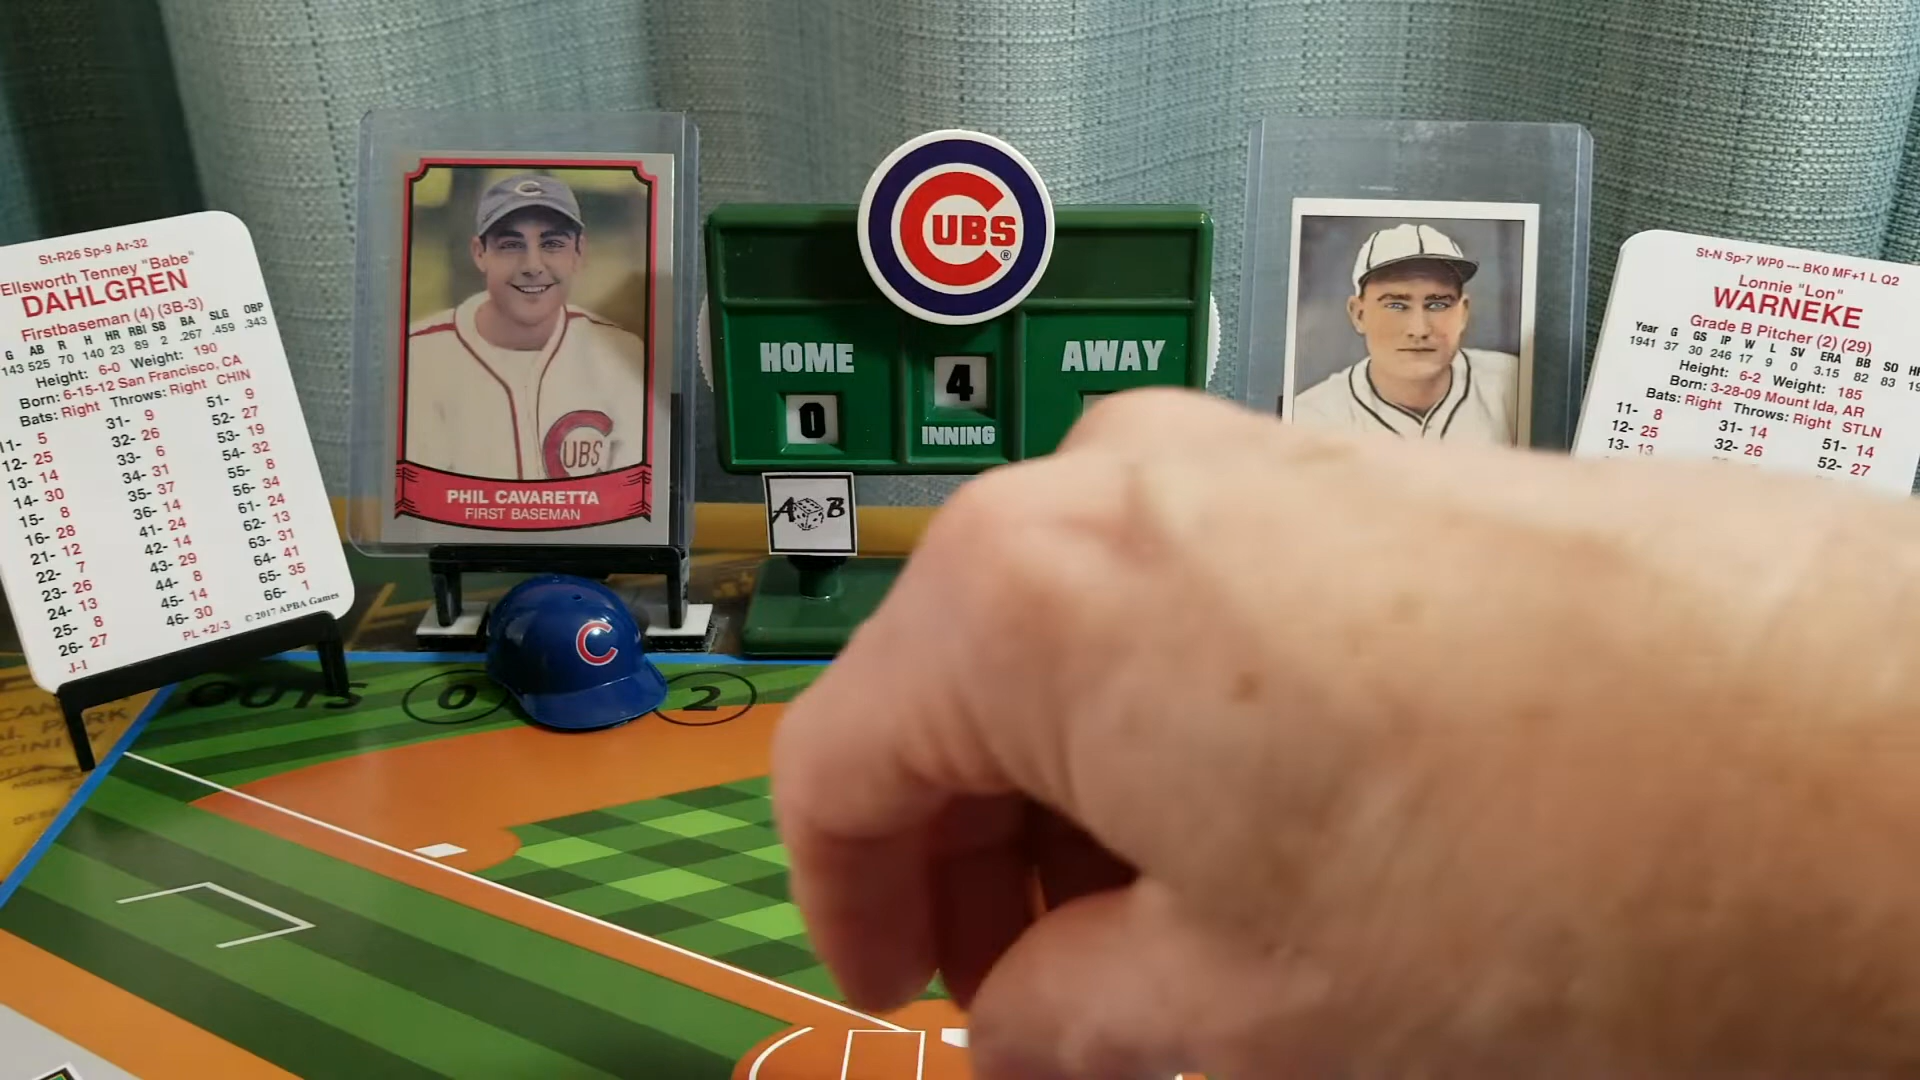 St-R26 Sp-9 Ar-32
Ellsworth Tenney "Babe"
DAHLGREN
Firstbaseman (4) (3B-3)
G AB R H HR RBI SB BA SLG OBP
143 525 70 140 23 89 2 .267 .459 .343
Height: 6-0 Weight: 190
Born: 6-15-12 San Francisco, CA
Bats: Right Throws: Right CHIN
11- 5 31- 9 51- 9
12- 25 32- 26 52- 27
13- 14 33- 6 53- 19
14- 30 34- 31 54- 32
15- 8 35- 37 55- 8
16- 28 36- 14 56- 34
21- 12 41- 24 61- 24
22- 7 42- 14 62- 13
23- 26 43- 29 63- 31
24- 13 44- 8 64- 41
25- 8 45- 14 65- 35
26- 27 46- 30 66- 1
J-1 PL +2/-3 © 2017 APBA Games
C
CUBS
PHIL CAVARETTA
FIRST BASEMAN
CUBS ®
HOME AWAY
0 4
INNING
A B
C
OUTS 0 2
St-N Sp-7 WP0 --- BK0 MF+1 L Q2
Lonnie "Lon"
WARNEKE
Grade B Pitcher (2) (29)
Year G GS IP W L SV ERA BB SO
1941 37 30 246 17 9 0 3.15 82 83
Height: 6-2 Weight: 185
Born: 3-28-09 Mount Ida, AR
Bats: Right Throws: Right STLN
11- 8 31- 14 51- 14
12- 25 32- 26 52- 27
13- 13
PARK